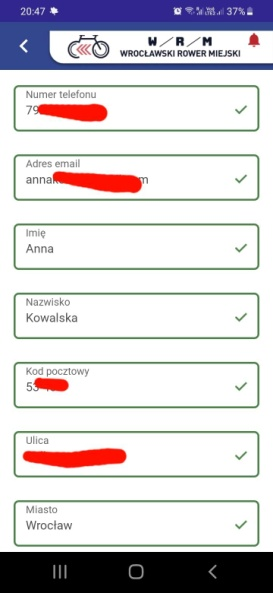 20:47 37%
W/R/M
WROCŁAWSKI ROWER MIEJSKI
Numer telefonu
79
Adres email
annak m
Imię
Anna
Nazwisko
Kowalska
Kod pocztowy
53
Ulica
Miasto
Wrocław